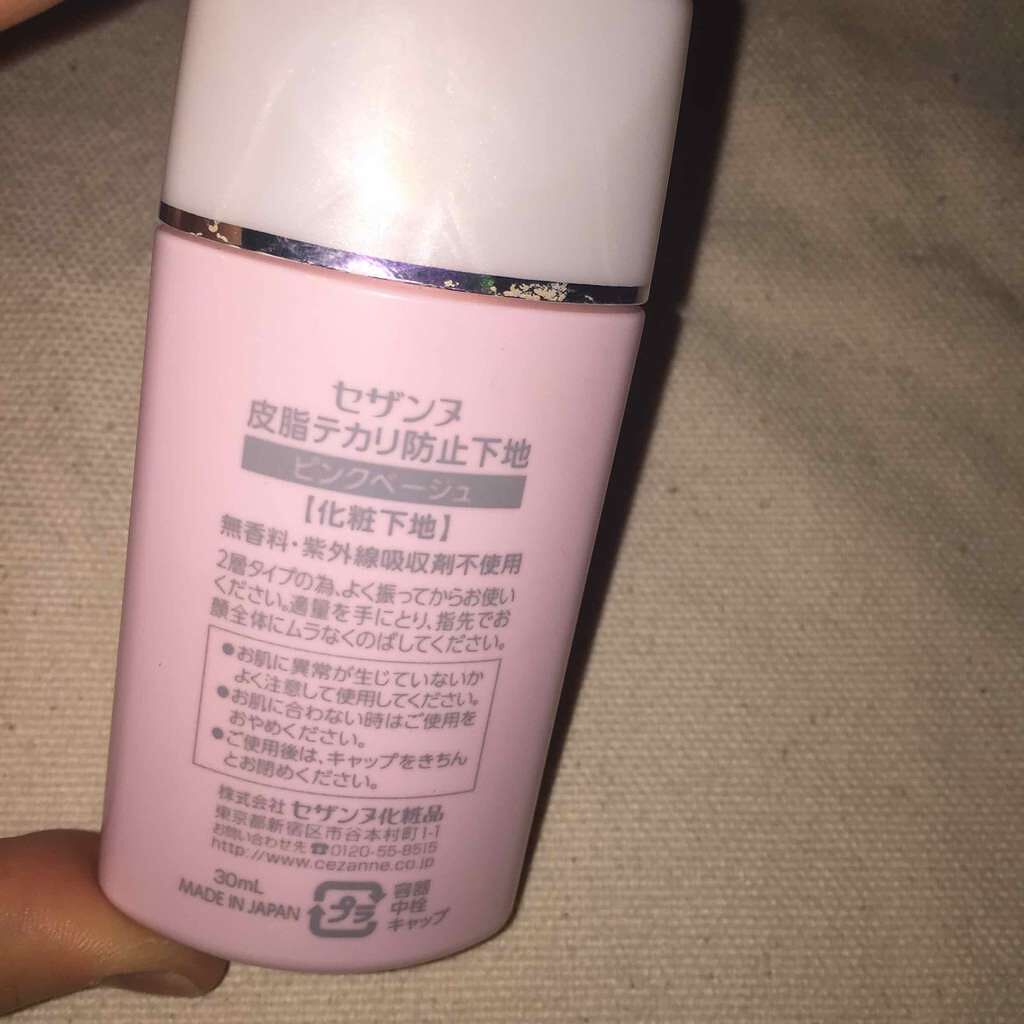 セザンヌ
皮脂テカリ防止下地
ピンクベージュ
【化粧下地】
無香料・紫外線吸収剤不使用
2層タイプの為、よく振ってからお使い
ください。適量を手にとり、指先でお
顔全体にムラなくのばしてください。
●お肌に異常が生じていないか
よく注意して使用してください。
●お肌に合わない時はご使用を
おやめください。
●ご使用後は、キャップをきちん
とお閉めください。
株式会社 セザンヌ化粧品
東京都新宿区市谷本村町1-1
お問い合わせ先☎0120-55-8515
http://www.cezanne.co.jp
30mL
MADE IN JAPAN
プラ
容器
中栓
キャップ